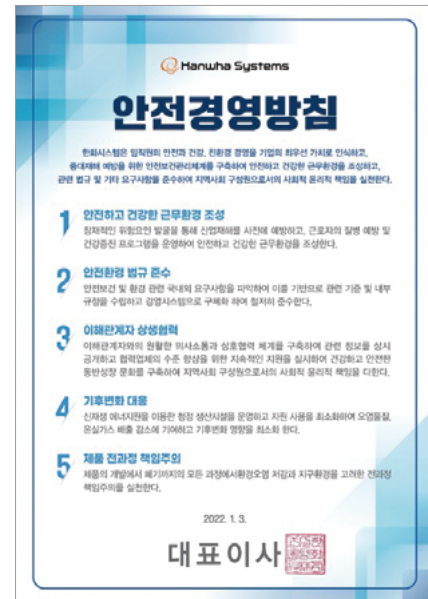 Hanwha Systems
안전경영방침
한화시스템은 임직원의 안전과 건강, 친환경 경영을 기업의 최우선 가치로 인식하고,
중대재해 예방을 위한 안전보건관리체계를 구축하여 안전하고 건강한 근무환경을 조성하고,
관련 법규 및 기타 요구사항을 준수하여 지역사회 구성원으로서의 사회적 윤리적 책임을 실천한다.
1 안전하고 건강한 근무환경 조성
잠재적인 위험요인 발굴을 통해 산업재해를 사전에 예방하고, 근로자의 질병 예방 및
건강증진 프로그램을 운영하여 안전하고 건강한 근무환경을 조성한다.
2 안전환경 법규 준수
안전보건 및 환경 관련 국내외 요구사항을 파악하여 이를 기반으로 관련 기준 및 내부
규정을 수립하고 경영시스템으로 구체화 하여 철저히 준수한다.
3 이해관계자 상생협력
이해관계자와의 원활한 의사소통과 상호협력 체계를 구축하여 관련 정보를 상시
공개하고 협력업체의 수준 향상을 위한 지속적인 지원을 실시하여 건강하고 안전한
동반성장 문화를 구축하여 지역사회 구성원으로서의 사회적 윤리적 책임을 다한다.
4 기후변화 대응
신재생 에너지원을 이용한 청정 생산시설을 운영하고 자원 사용을 최소화하여 오염물질,
온실가스 배출 감소에 기여하고 기후변화 영향을 최소화 한다.
5 제품 전과정 책임주의
제품의 개발에서 폐기까지의 모든 과정에서환경오염 저감과 지구환경을 고려한 전과정
책임주의를 실천한다.
2022. 1. 3.
대표이사